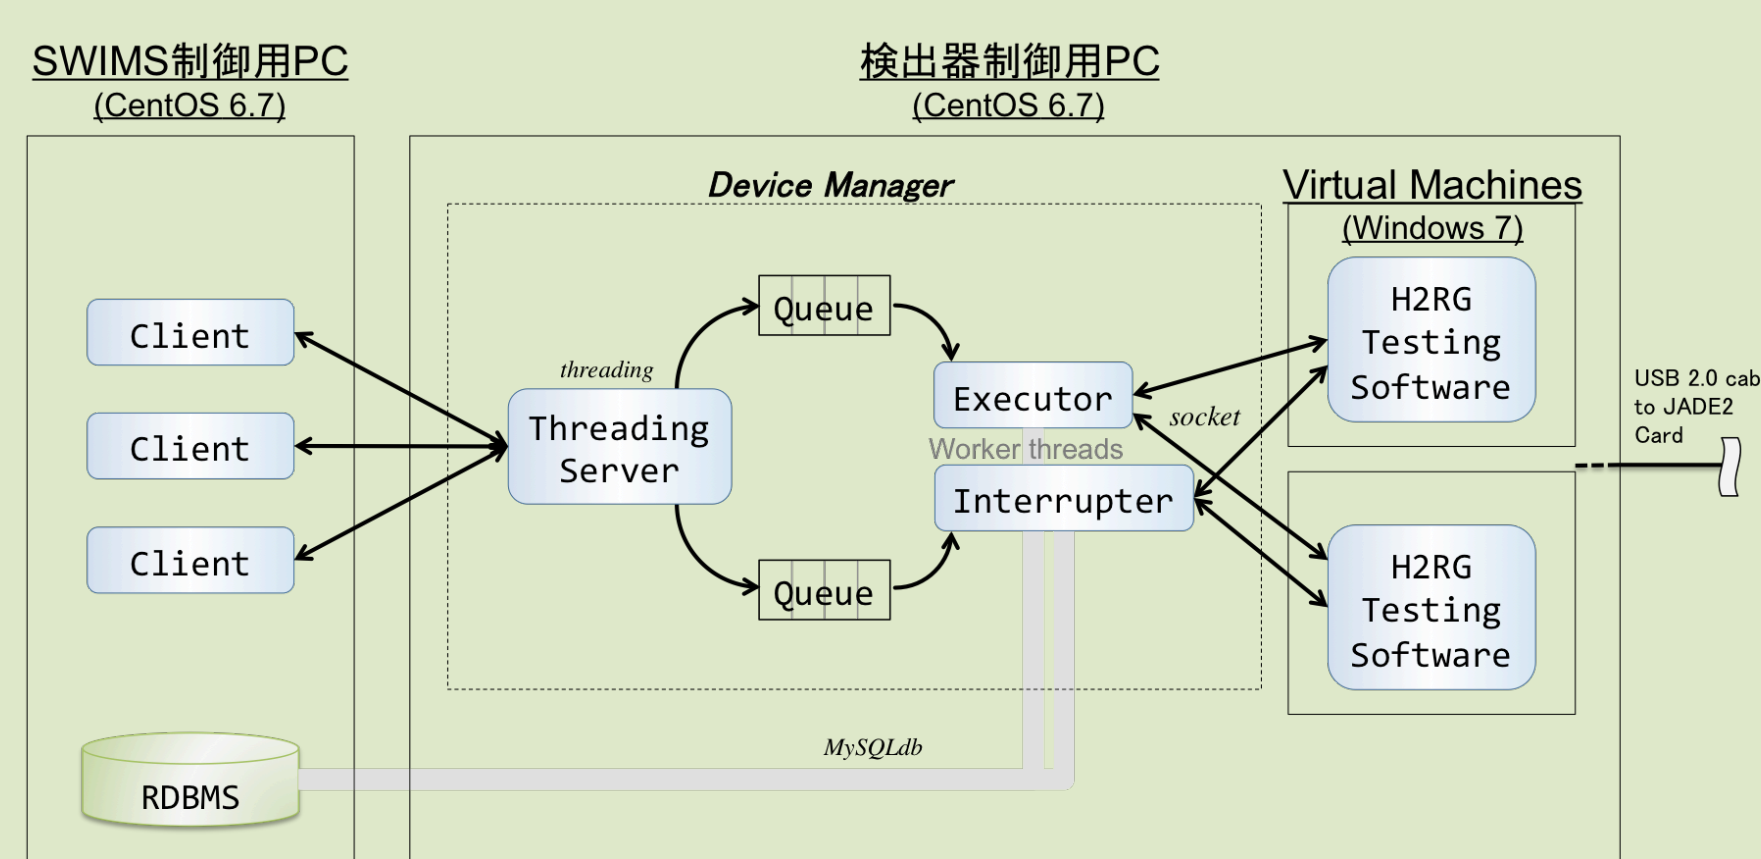 SWIMS制御用PC
(CentOS 6.7)
検出器制御用PC
(CentOS 6.7)
Device Manager
Virtual Machines
(Windows 7)
Client
Client
Client
threading
Threading
Server
Queue
Queue
Executor
Worker threads
Interrupter
socket
H2RG
Testing
Software
H2RG
Testing
Software
USB 2.0 cab
to JADE2
Card
MySQLdb
RDBMS